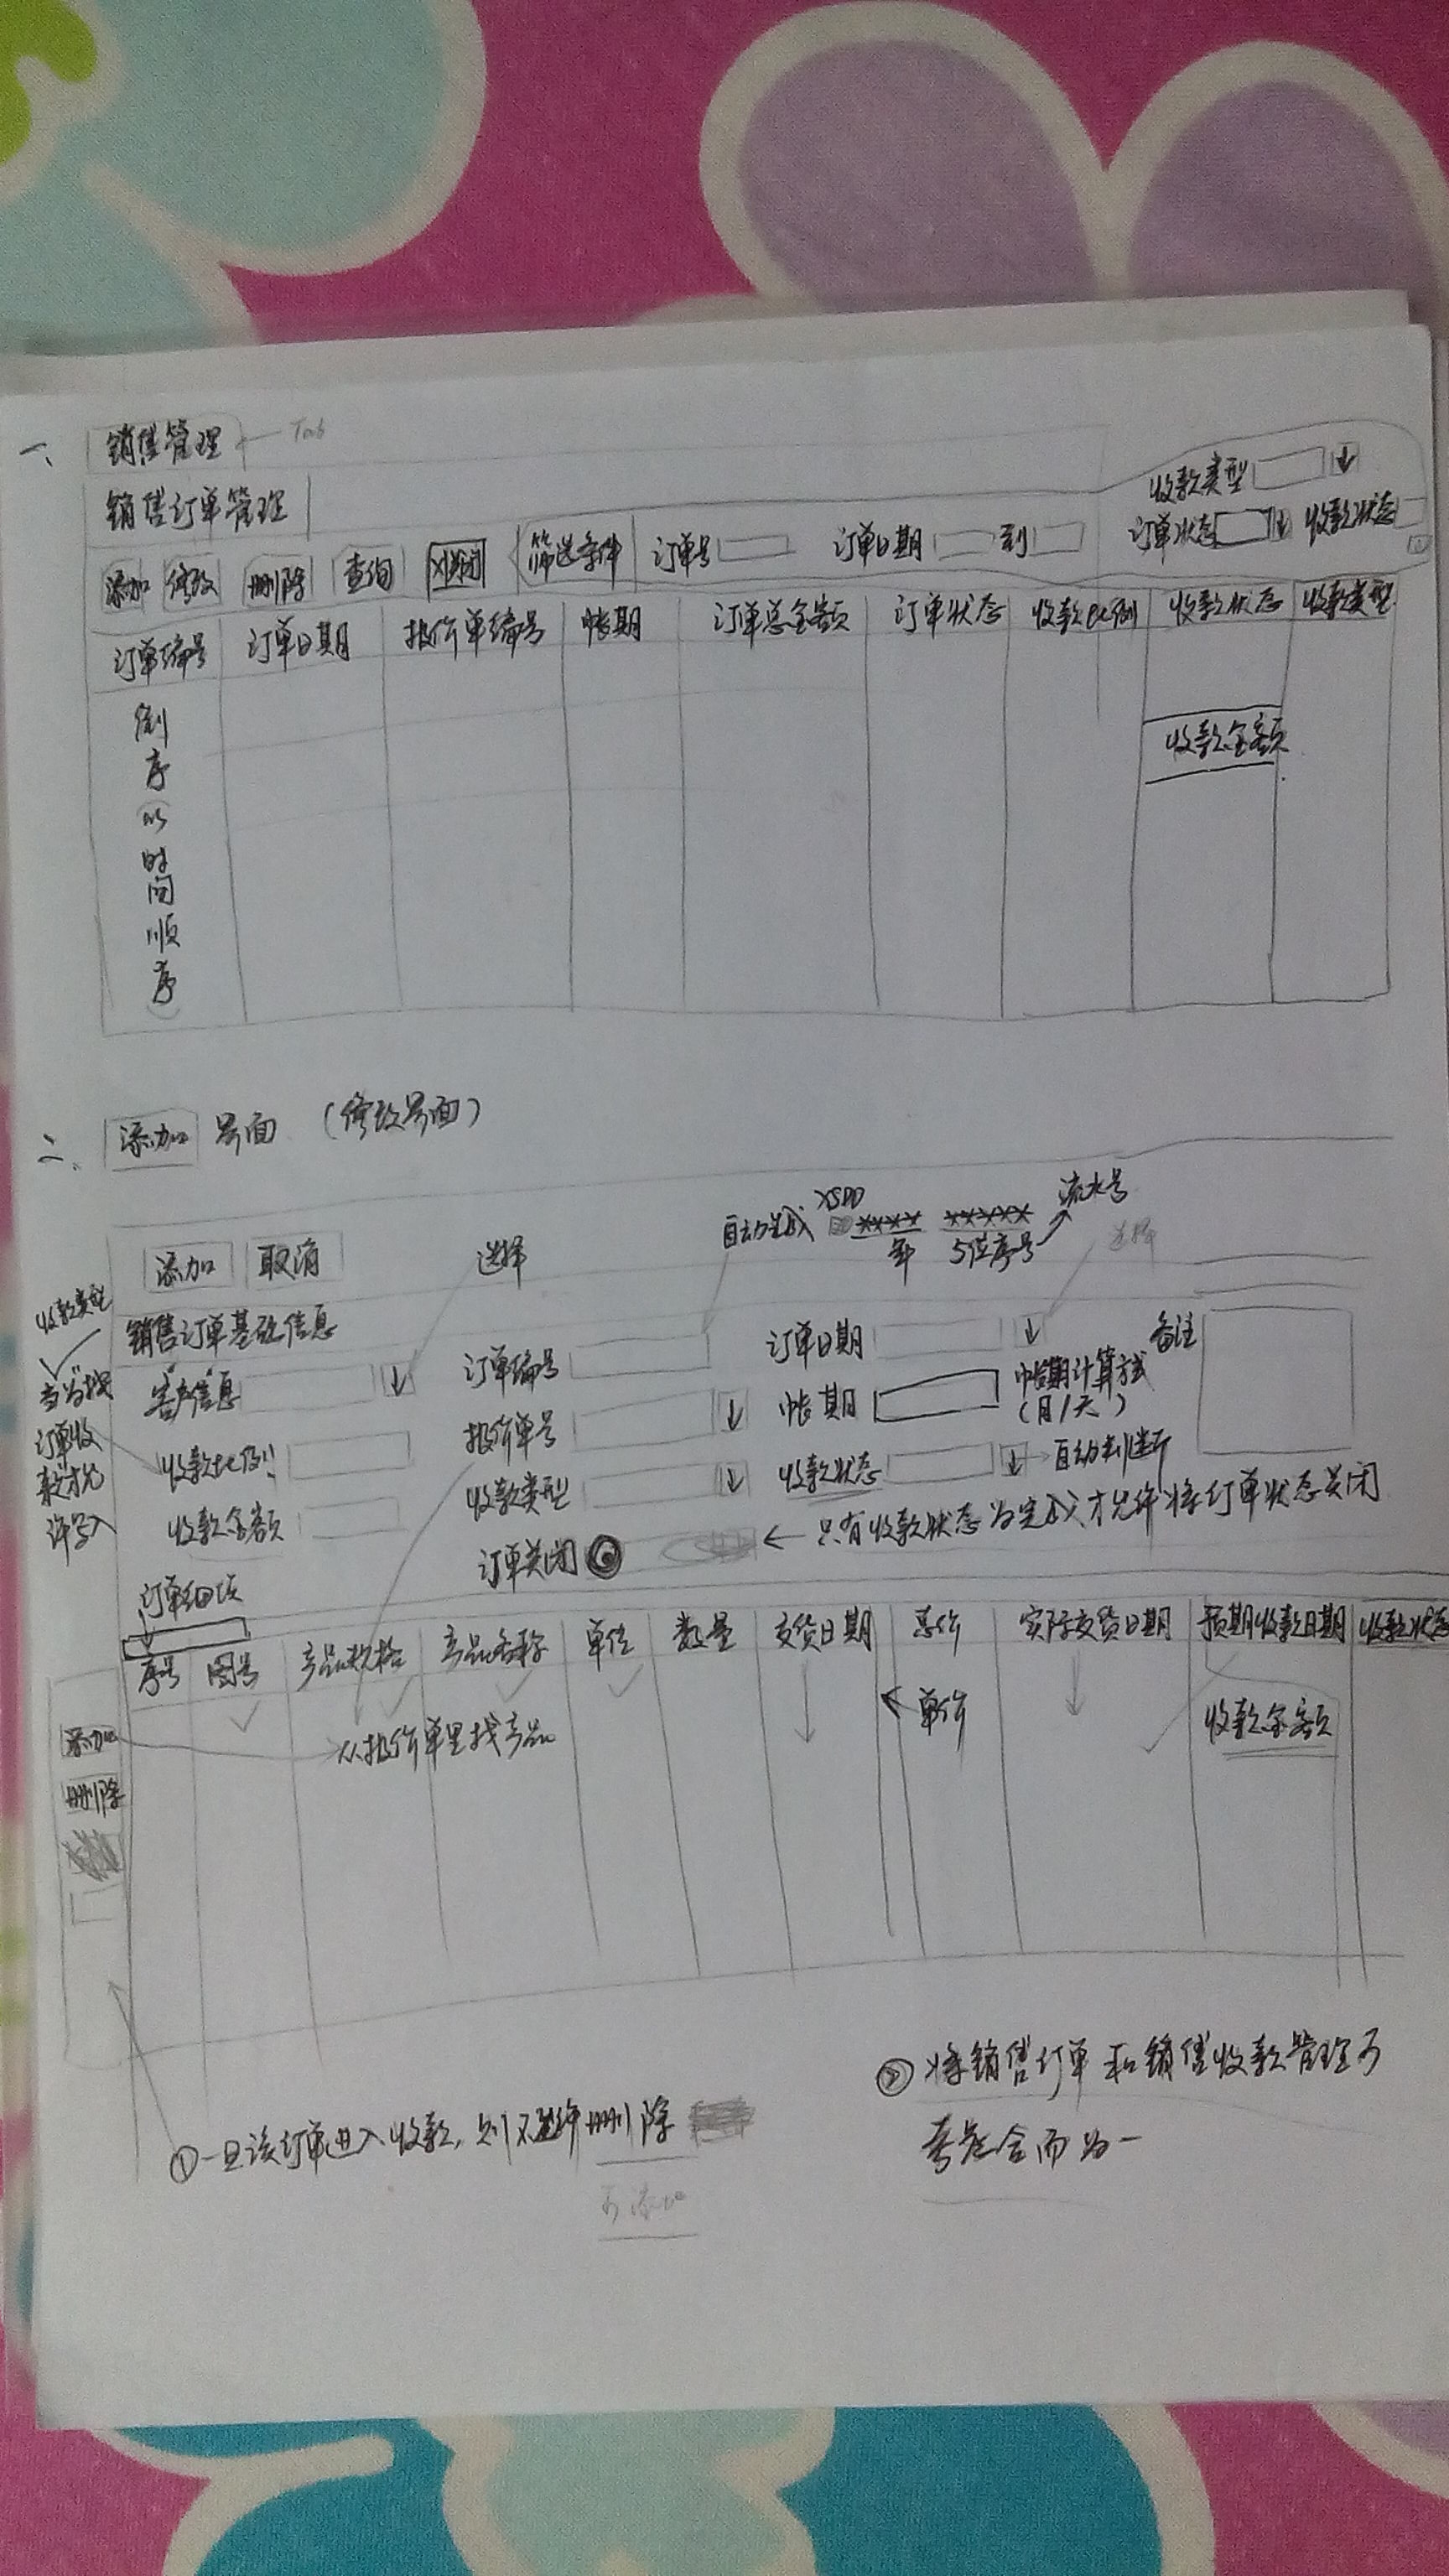 一、 销售管理 Tab
销售订单管理
收款类型
添加 修改 删除 查询 筛选条件 订单号 订单日期 到 订单状态 收款状态
订单编号 订单日期 报价单编号 帐期 订单总金额 订单状态 收款比例 收款状态 收款类型
收款金额
倒序(以时间顺序)
二、 添加 界面 (修改界面)
自动生成 XSDD **** ***** 流水号
年 5位序号 选择
添加 取消 选择
收款类型
当为按订单收款才允许写入
销售订单基础信息
客户信息 订单编号 订单日期 备注
收款比例 报价单号 帐期 帐期计算方式
(月/天)
收款金额 收款类型 收款状态 自动判断
订单关闭 ← 只有收款状态为完成才允许将订单状态关闭
订单细项
序号 图号 产品规格 产品名称 单位 数量 交货日期 总价 实际交货日期 预期收款日期 收款状态
单价 收款金额
添加 从报价单里找产品
删除
①一旦该订单进入收款,则不允许删除
可添加
②将销售订单和销售收款管理可
考虑合而为一